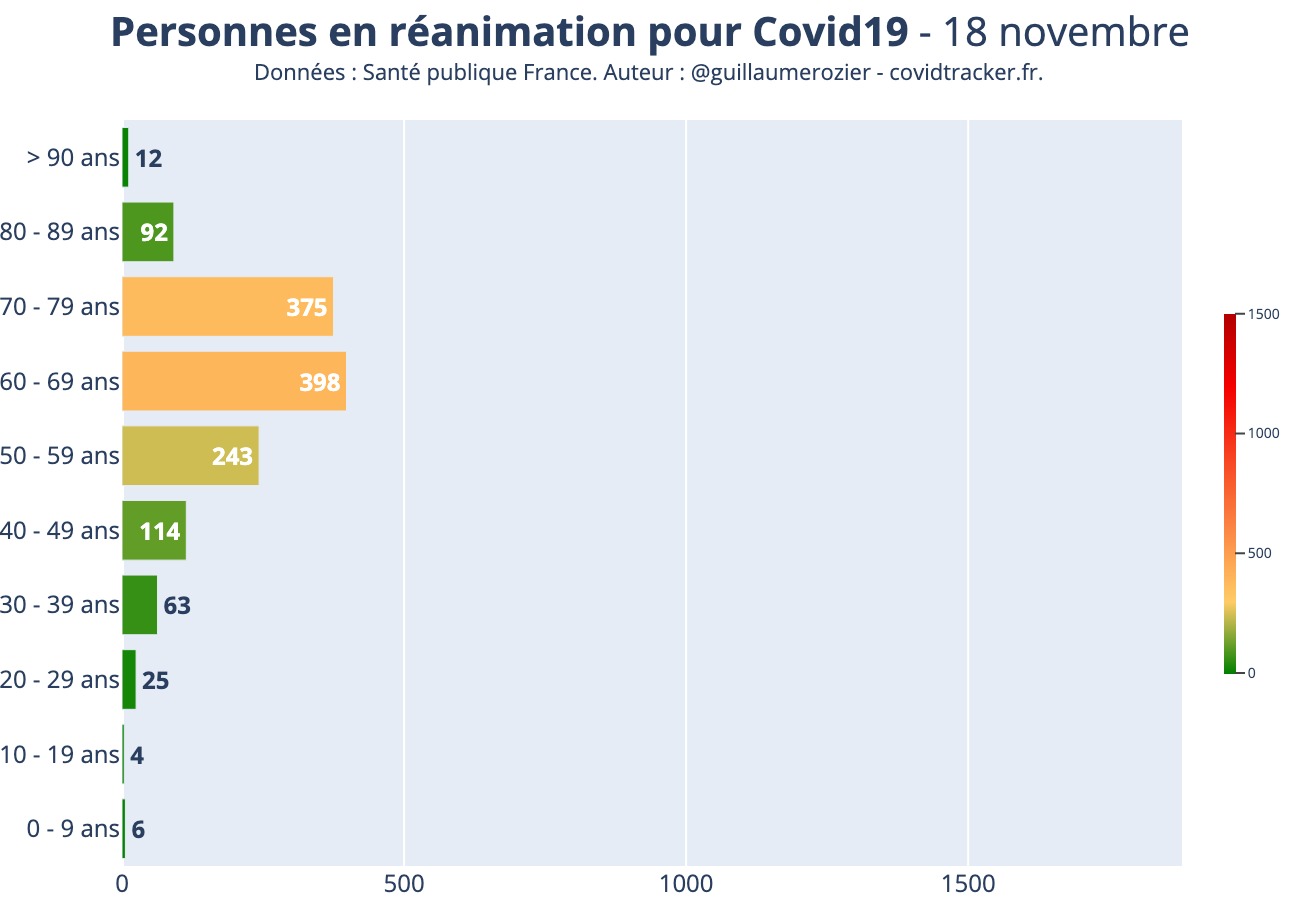 Personnes en réanimation pour Covid19 - 18 novembre
Données : Santé publique France. Auteur : @guillaumerozier - covidtracker.fr.
> 90 ans 12
80 - 89 ans 92
70 - 79 ans 375
60 - 69 ans 398
50 - 59 ans 243
40 - 49 ans 114
30 - 39 ans 63
20 - 29 ans 25
10 - 19 ans 4
0 - 9 ans 6
0 500 1000 1500
1500
1000
500
0